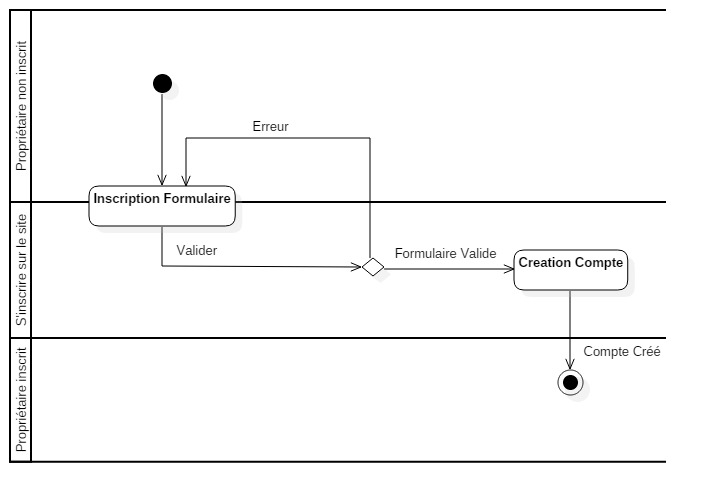 Propriétaire non inscrit
Erreur
Inscription Formulaire
S'inscrire sur le site
Valider
Formulaire Valide
Creation Compte
Propriétaire inscrit
Compte Créé